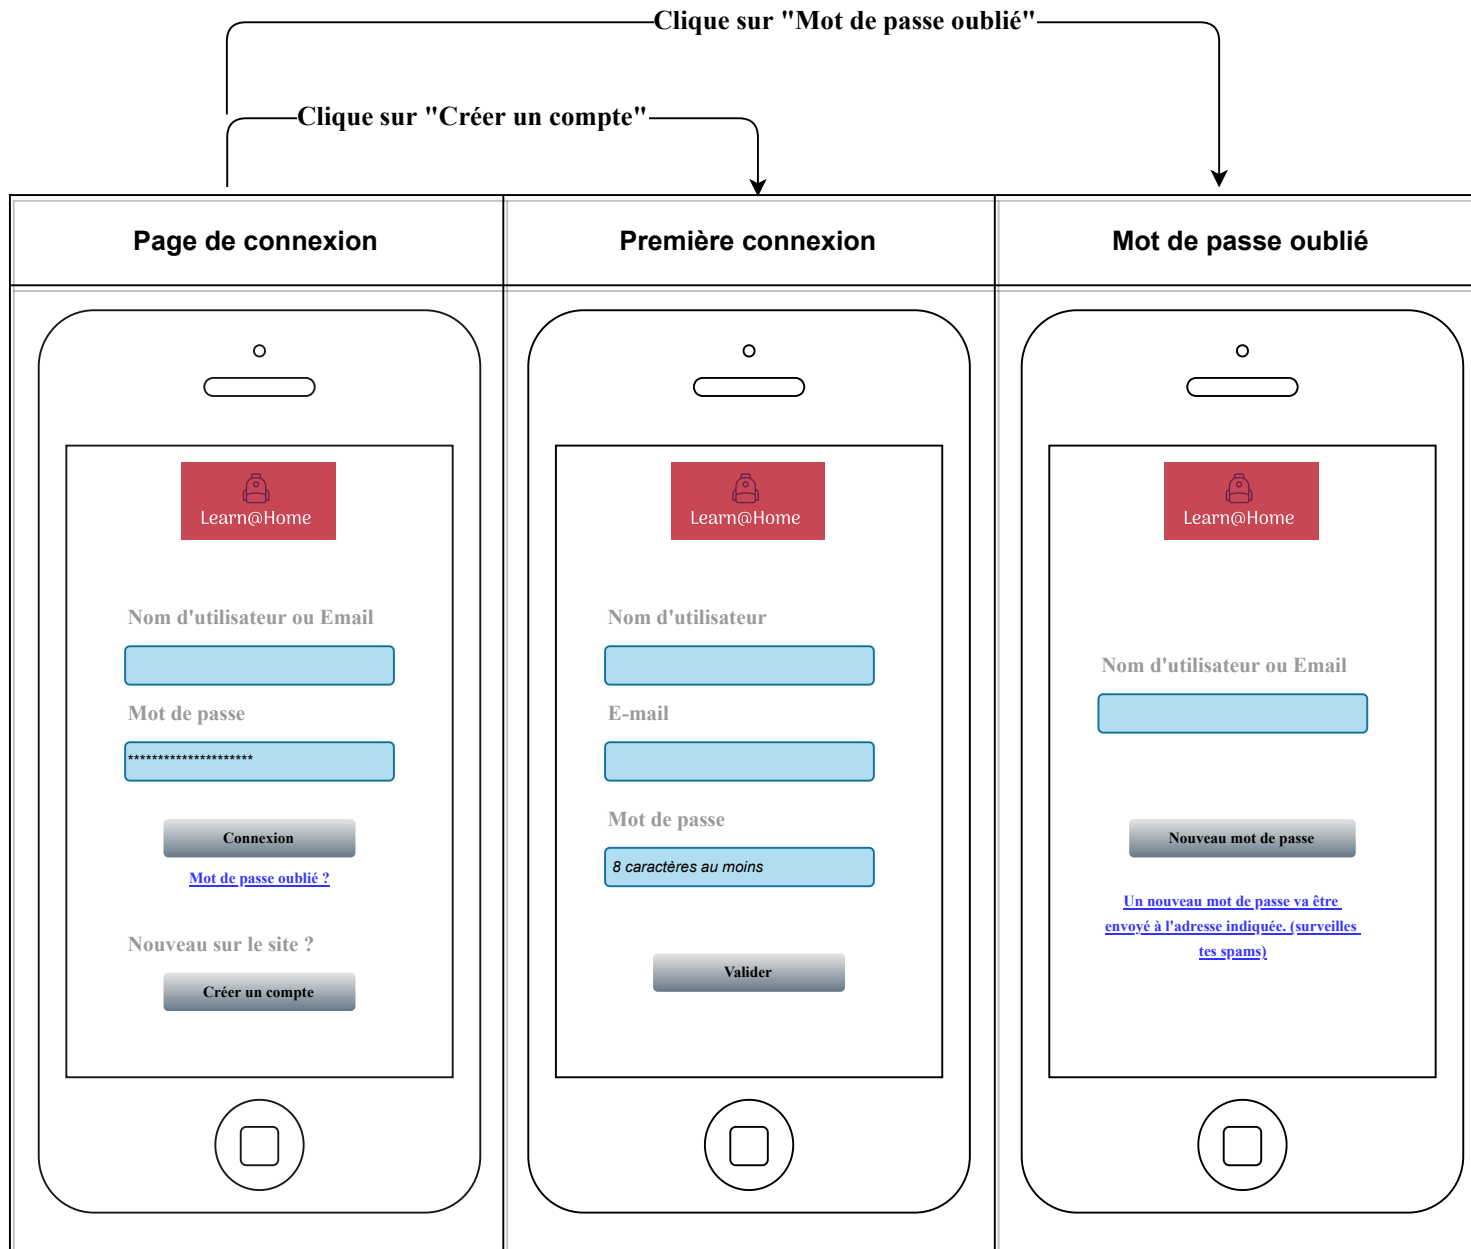 Clique sur "Mot de passe oublié"
Clique sur "Créer un compte"
Page de connexion
Première connexion
Mot de passe oublié
Learn@Home
Nom d'utilisateur ou Email
Mot de passe
*********************
Connexion
Mot de passe oublié ?
Nouveau sur le site ?
Créer un compte
Learn@Home
Nom d'utilisateur
E-mail
Mot de passe
8 caractères au moins
Valider
Learn@Home
Nom d'utilisateur ou Email
Nouveau mot de passe
Un nouveau mot de passe va être
envoyé à l'adresse indiquée. (surveilles
tes spams)